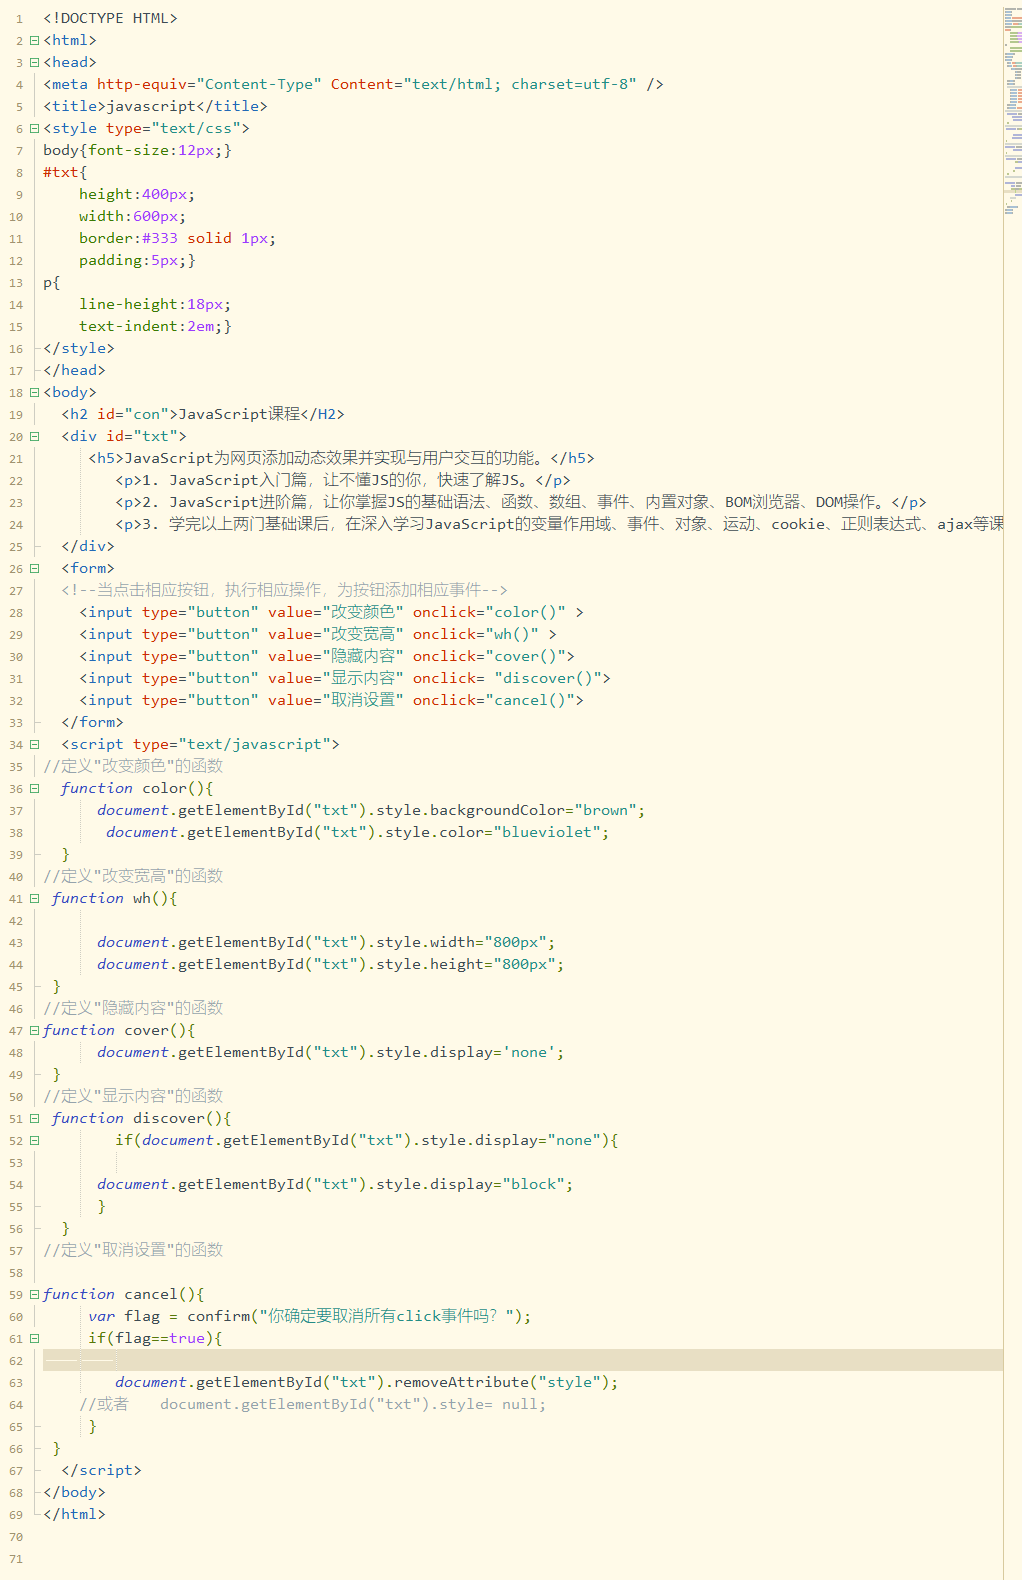 1 <!DOCTYPE HTML>
2 <html>
3 <head>
4 <meta http-equiv="Content-Type" Content="text/html; charset=utf-8" />
5 <title>javascript</title>
6 <style type="text/css">
7 body{font-size:12px;}
8 #txt{
9 height:400px;
10 width:600px;
11 border:#333 solid 1px;
12 padding:5px;}
13 p{
14 line-height:18px;
15 text-indent:2em;}
16 </style>
17 </head>
18 <body>
19 <h2 id="con">JavaScript课程</H2>
20 <div id="txt">
21 <h5>JavaScript为网页添加动态效果并实现与用户交互的功能。</h5>
22 <p>1. JavaScript入门篇，让不懂JS的你，快速了解JS。</p>
23 <p>2. JavaScript进阶篇，让你掌握JS的基础语法、函数、数组、事件、内置对象、BOM浏览器、DOM操作。</p>
24 <p>3. 学完以上两门基础课后，在深入学习JavaScript的变量作用域、事件、对象、运动、cookie、正则表达式、ajax等课
25 </div>
26 <form>
27 <!--当点击相应按钮，执行相应操作，为按钮添加相应事件-->
28 <input type="button" value="改变颜色" onclick="color()" >
29 <input type="button" value="改变宽高" onclick="wh()" >
30 <input type="button" value="隐藏内容" onclick="cover()">
31 <input type="button" value="显示内容" onclick= "discover()">
32 <input type="button" value="取消设置" onclick="cancel()">
33 </form>
34 <script type="text/javascript">
35 //定义"改变颜色"的函数
36 function color(){
37 document.getElementById("txt").style.backgroundColor="brown";
38 document.getElementById("txt").style.color="blueviolet";
39 }
40 //定义"改变宽高"的函数
41 function wh(){
42
43 document.getElementById("txt").style.width="800px";
44 document.getElementById("txt").style.height="800px";
45 }
46 //定义"隐藏内容"的函数
47 function cover(){
48 document.getElementById("txt").style.display='none';
49 }
50 //定义"显示内容"的函数
51 function discover(){
52 if(document.getElementById("txt").style.display="none"){
53
54 document.getElementById("txt").style.display="block";
55 }
56 }
57 //定义"取消设置"的函数
58
59 function cancel(){
60 var flag = confirm("你确定要取消所有click事件吗？");
61 if(flag==true){
62
63 document.getElementById("txt").removeAttribute("style");
64 //或者 document.getElementById("txt").style= null;
65 }
66 }
67 </script>
68 </body>
69 </html>
70
71